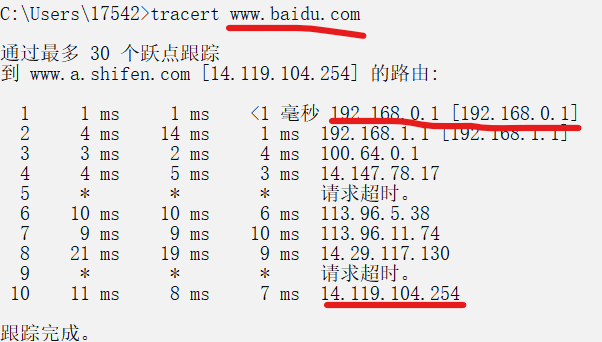 C:\Users\17542>tracert www.baidu.com
通过最多 30 个跃点跟踪
到 www.a.shifen.com [14.119.104.254] 的路由:
1 1 ms 1 ms <1 毫秒 192.168.0.1 [192.168.0.1]
2 4 ms 14 ms 1 ms 192.168.1.1 [192.168.1.1]
3 3 ms 2 ms 4 ms 100.64.0.1
4 4 ms 5 ms 3 ms 14.147.78.17
5 * * * 请求超时。
6 10 ms 10 ms 6 ms 113.96.5.38
7 9 ms 9 ms 10 ms 113.96.11.74
8 21 ms 19 ms 9 ms 14.29.117.130
9 * * * 请求超时。
10 11 ms 8 ms 7 ms 14.119.104.254
跟踪完成。